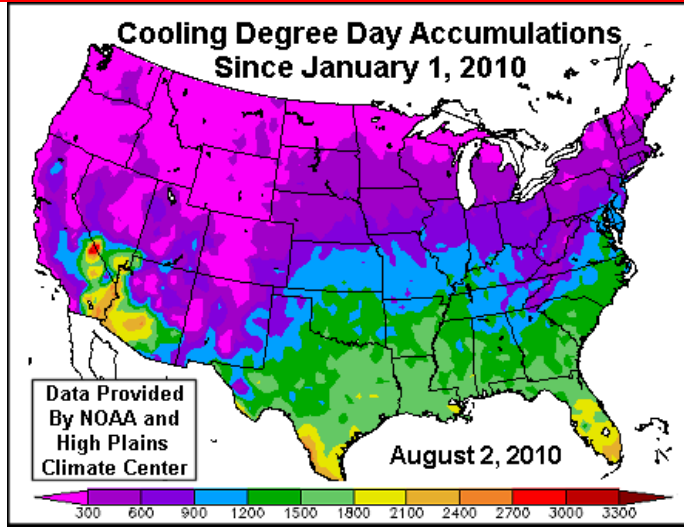 Cooling Degree Day Accumulations
Since January 1, 2010
Data Provided
By NOAA and
High Plains
Climate Center
August 2, 2010
300 600 900 1200 1500 1800 2100 2400 2700 3000 3300